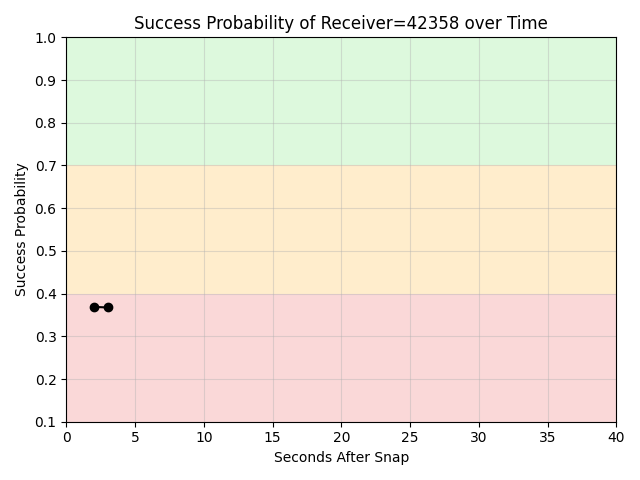 Success Probability of Receiver=42358 over Time
1.0
0.9
0.8
0.7
0.6
0.5
0.4
0.3
0.2
0.1
Success Probability
0 5 10 15 20 25 30 35 40
Seconds After Snap